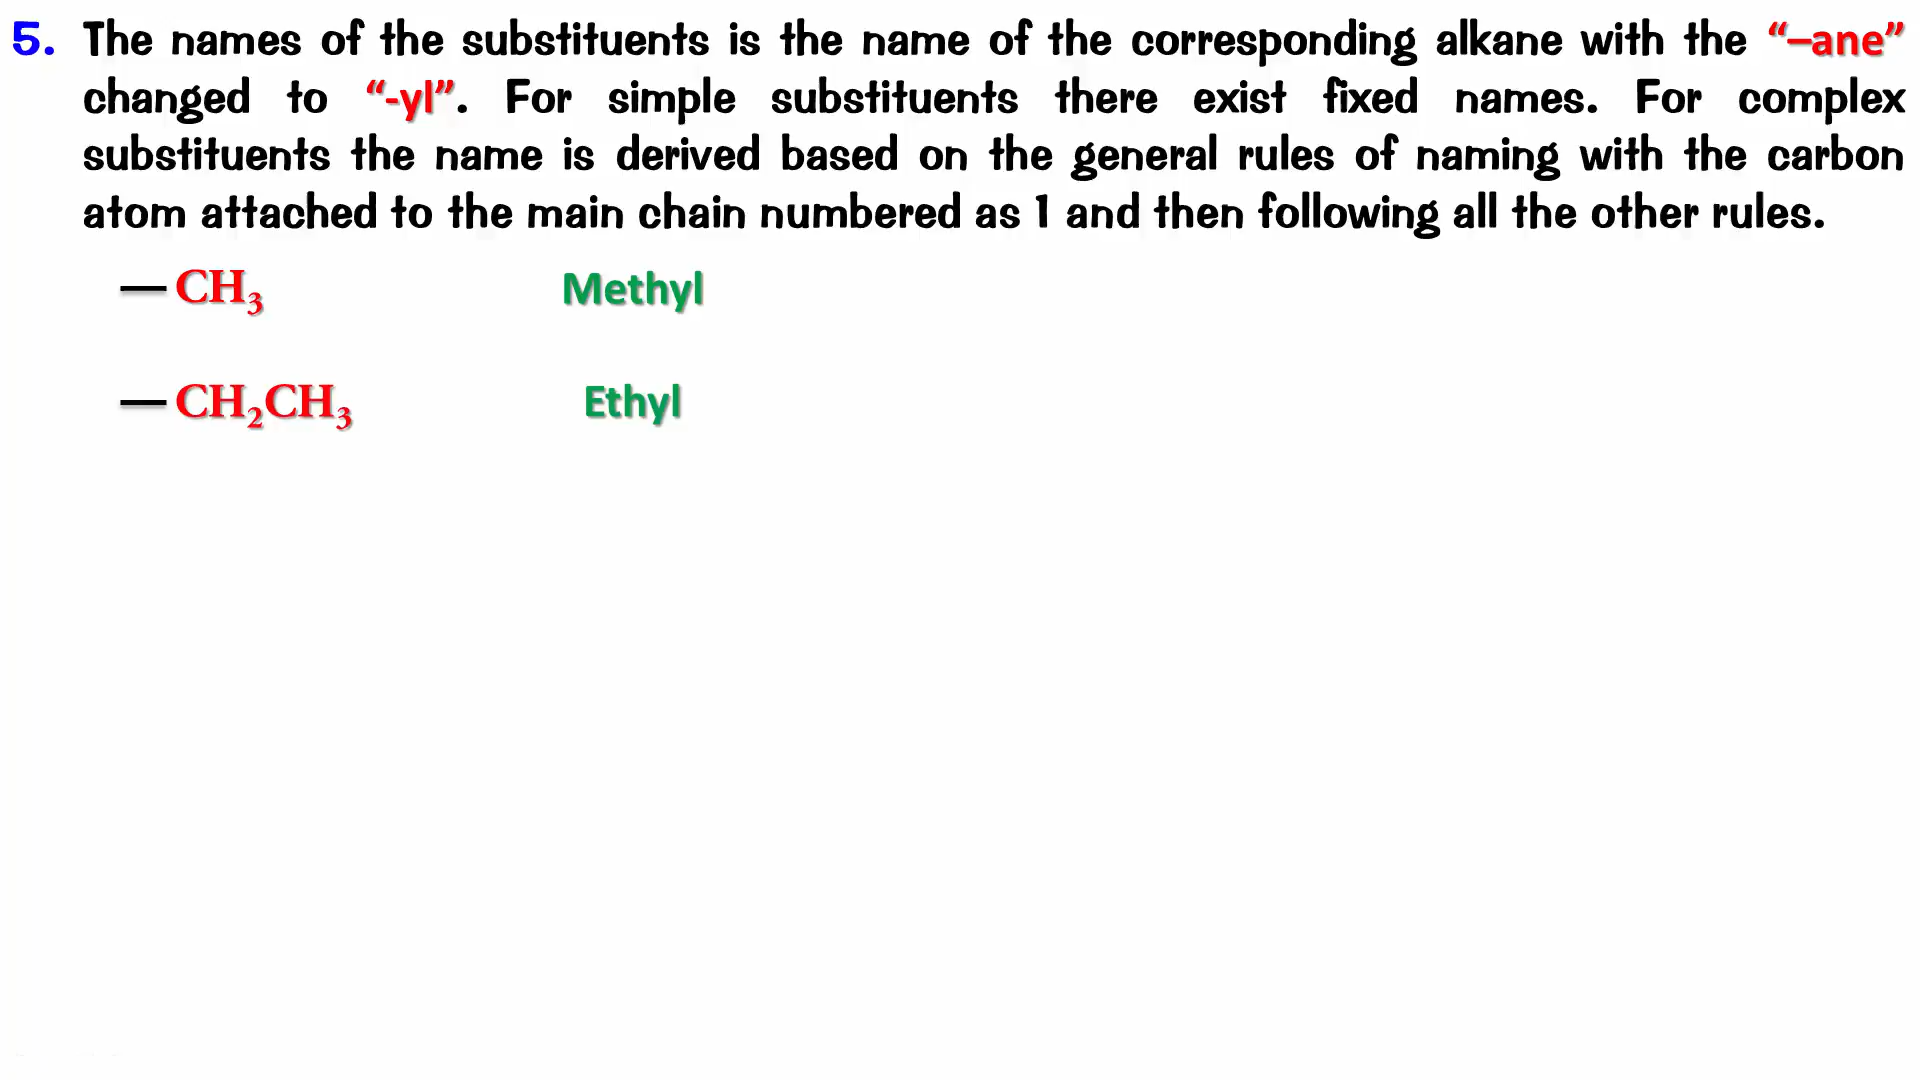 5. The names of the substituents is the name of the corresponding alkane with the “–ane”
changed to “-yl”. For simple substituents there exist fixed names. For complex
substituents the name is derived based on the general rules of naming with the carbon
atom attached to the main chain numbered as 1 and then following all the other rules.
— CH₃ Methyl
— CH₂CH₃ Ethyl